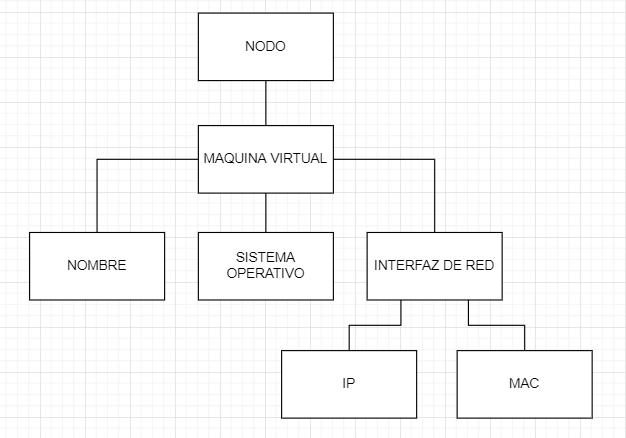 NODO
MAQUINA VIRTUAL
NOMBRE
SISTEMA
OPERATIVO
INTERFAZ DE RED
IP
MAC